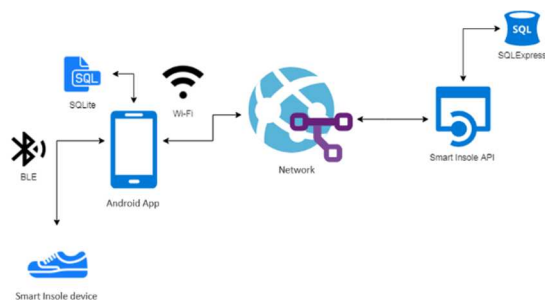 SQL
SQLExpress
SQL
SQLite
Wi-Fi
BLE
Android App
Network
Smart Insole API
Smart Insole device